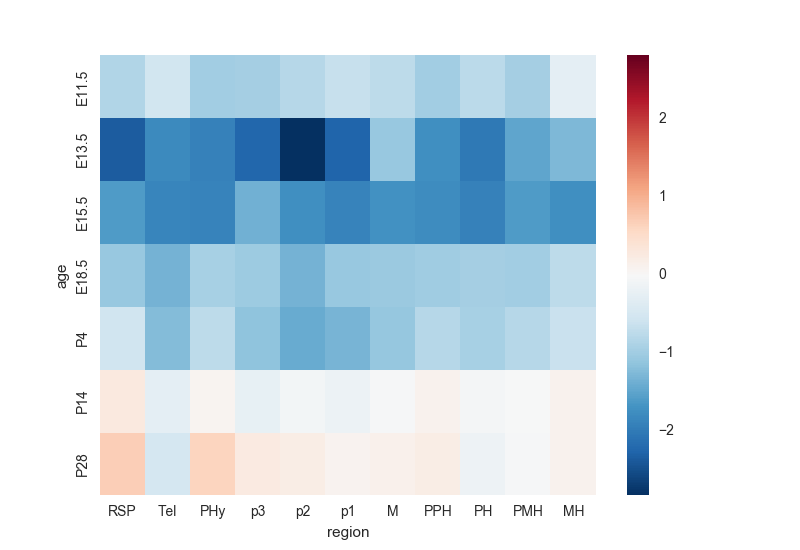 age
E11.5
E13.5
E15.5
E18.5
P4
P14
P28
RSP Tel PHy p3 p2 p1 M PPH PH PMH MH
region
2
1
0
−1
−2